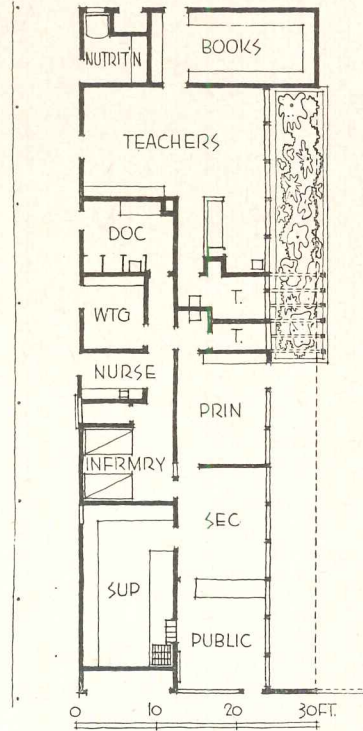 NUTRIT'N
BOOKS
TEACHERS
DOC
T.
WTG
T.
NURSE
PRIN
INFRMRY
SEC
SUP
PUBLIC
0 10 20 30FT.